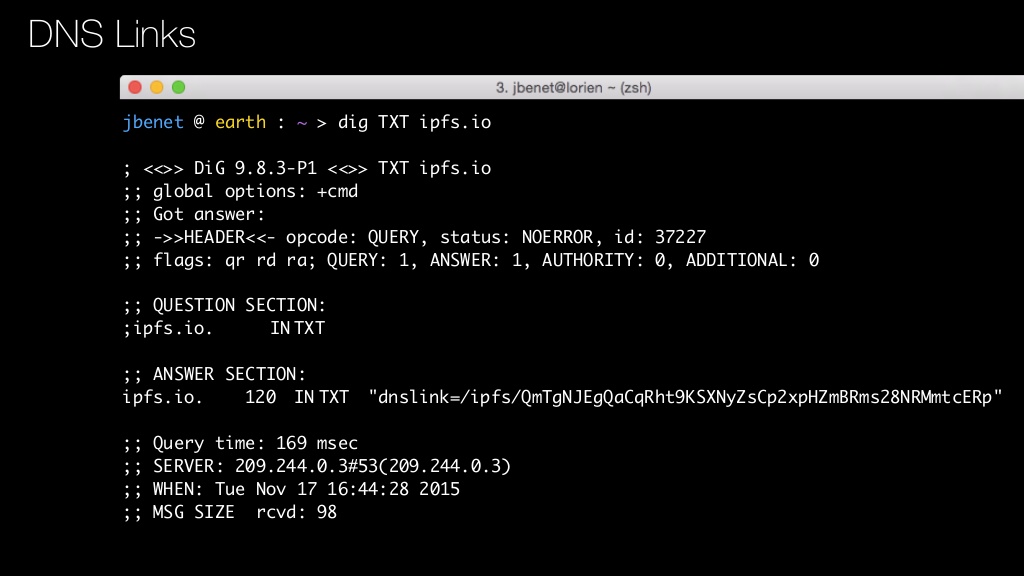 DNS Links
3. jbenet@lorien ~ (zsh)
jbenet @ earth : ~ > dig TXT ipfs.io
; <<>> DiG 9.8.3-P1 <<>> TXT ipfs.io
;; global options: +cmd
;; Got answer:
;; ->>HEADER<<- opcode: QUERY, status: NOERROR, id: 37227
;; flags: qr rd ra; QUERY: 1, ANSWER: 1, AUTHORITY: 0, ADDITIONAL: 0
;; QUESTION SECTION:
;ipfs.io. IN TXT
;; ANSWER SECTION:
ipfs.io. 120 IN TXT "dnslink=/ipfs/QmTgNJEgQaCqRht9KSXNyZsCp2xpHZmBRms28NRMmtcERp"
;; Query time: 169 msec
;; SERVER: 209.244.0.3#53(209.244.0.3)
;; WHEN: Tue Nov 17 16:44:28 2015
;; MSG SIZE rcvd: 98